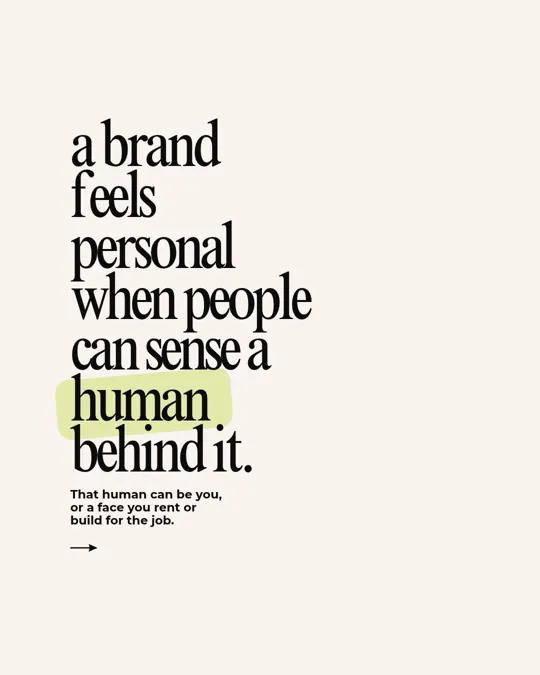 a brand
feels
personal
when people
can sense a
human
behind it.
That human can be you,
or a face you rent or
build for the job.